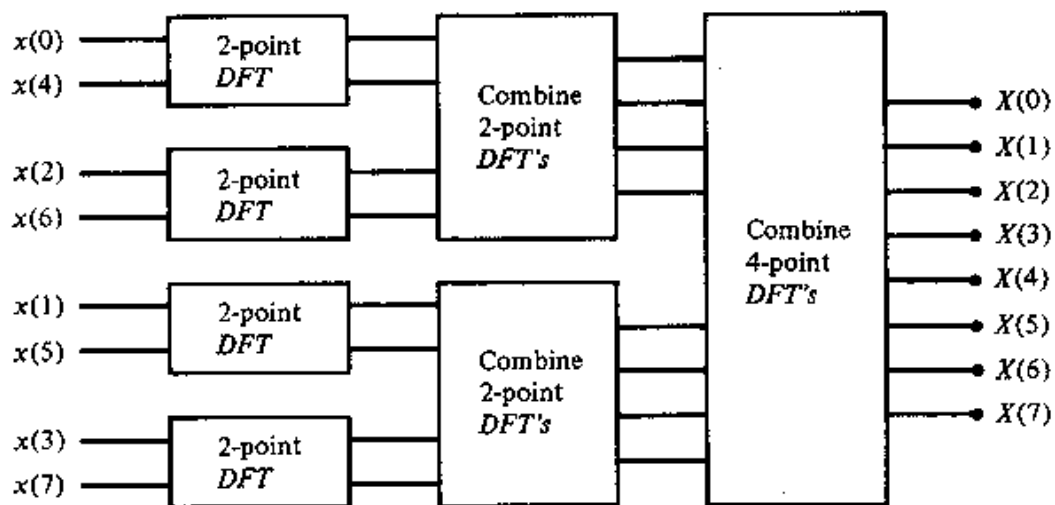 x(0)
x(4)
2-point
DFT
x(2)
x(6)
2-point
DFT
x(1)
x(5)
2-point
DFT
x(3)
x(7)
2-point
DFT
Combine
2-point
DFT's
Combine
2-point
DFT's
Combine
4-point
DFT's
X(0)
X(1)
X(2)
X(3)
X(4)
X(5)
X(6)
X(7)